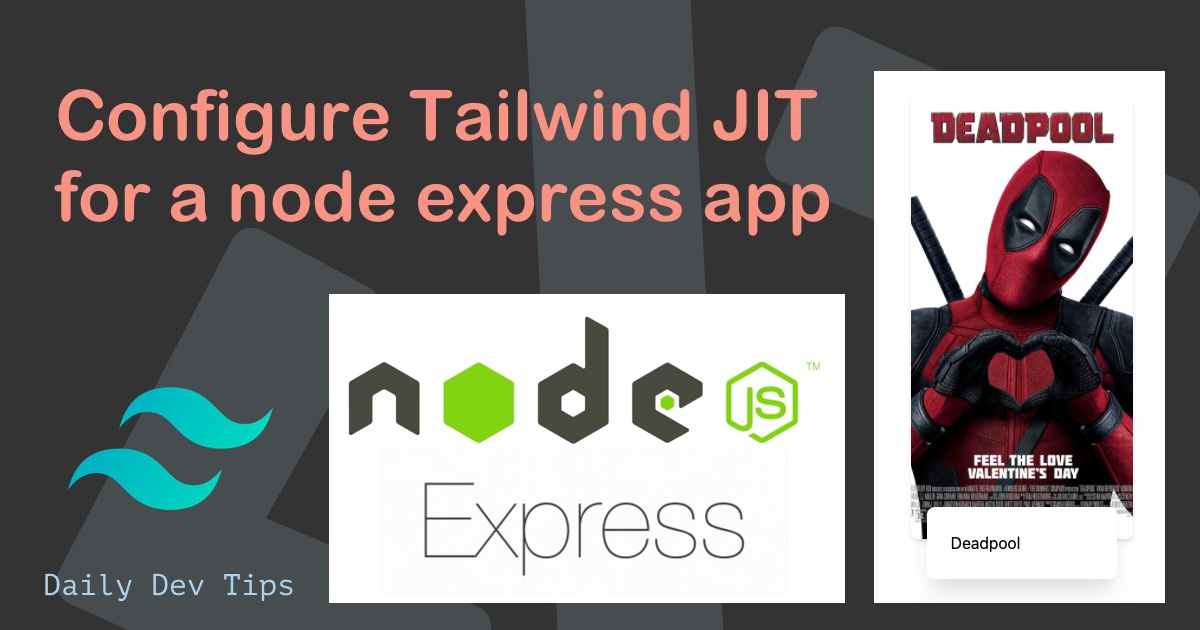 Configure Tailwind JIT
for a node express app
node JS ™
Express
Daily Dev Tips
DEADPOOL
FEEL THE LOVE
VALENTINE'S DAY
Deadpool